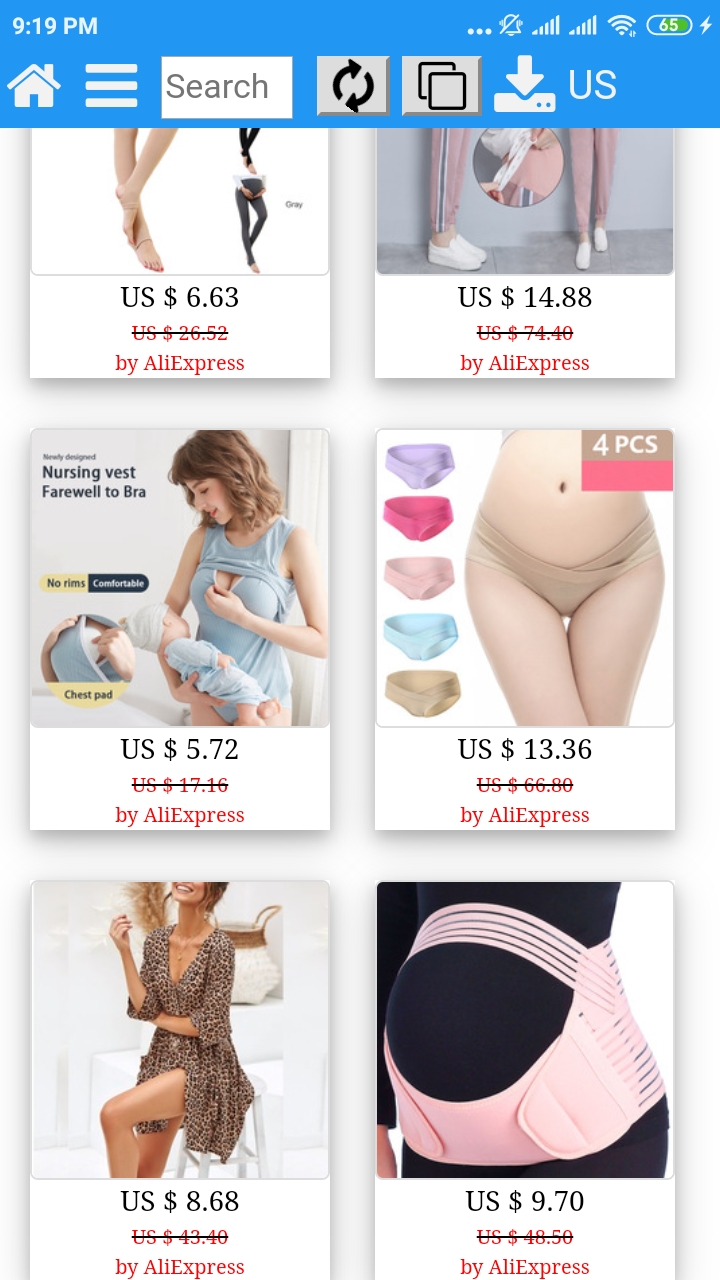 9:19 PM
65
Search
US
Gray
US $ 6.63
US $ 26.52
by AliExpress
US $ 14.88
US $ 74.40
by AliExpress
Newly designed
Nursing vest
Farewell to Bra
No rims Comfortable
Chest pad
US $ 5.72
US $ 17.16
by AliExpress
4 PCS
US $ 13.36
US $ 66.80
by AliExpress
US $ 8.68
US $ 43.40
by AliExpress
US $ 9.70
US $ 48.50
by AliExpress